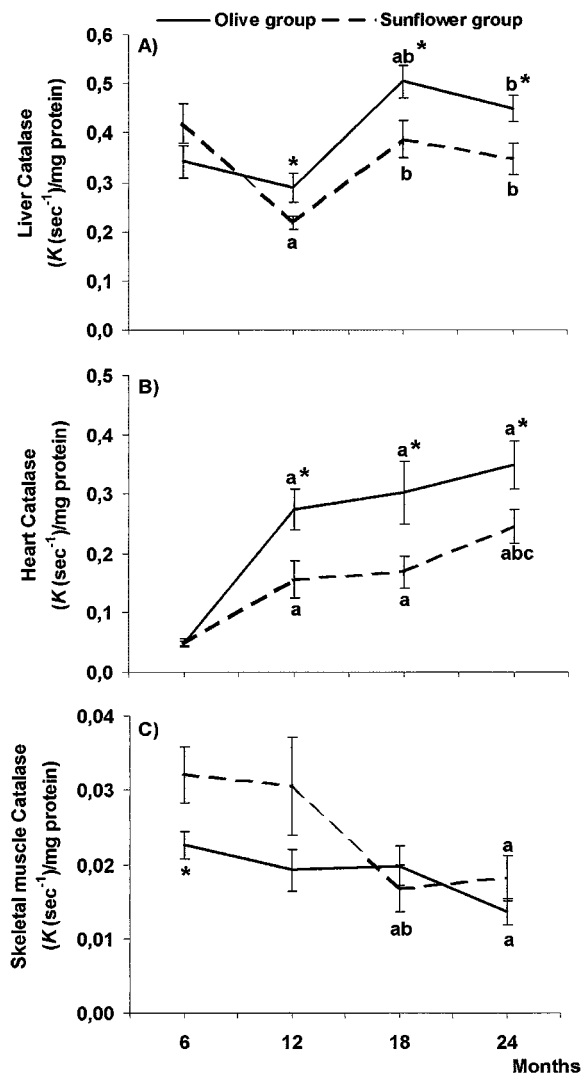 Olive group Sunflower group
A)
Liver Catalase
(K (sec-1)/mg protein)
0,6
0,5
0,4
0,3
0,2
0,1
0,0
*
a
ab*
b
b*
b
B)
Heart Catalase
(K (sec-1)/mg protein)
0,5
0,4
0,3
0,2
0,1
0,0
a*
a
a*
a
a*
abc
C)
Skeletal muscle Catalase
(K (sec-1)/mg protein)
0,04
0,03
0,02
0,01
0,00
*
ab
a
a
6 12 18 24
Months